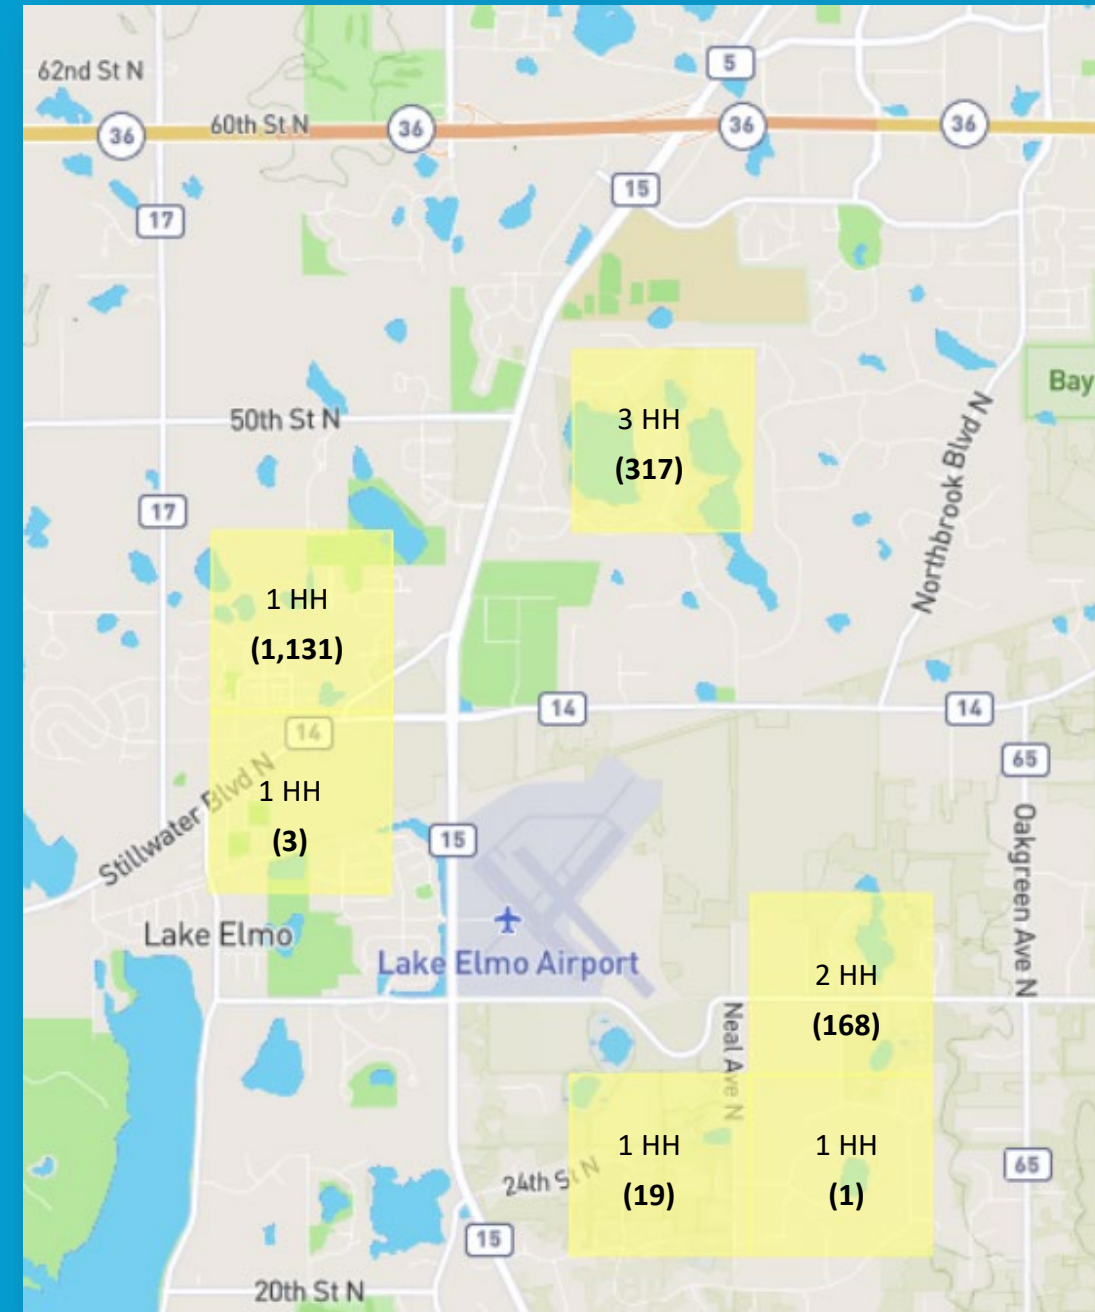 62nd St N
5
36
60th St N
36
36
36
15
17
Bay
3 HH
(317)
50th St N
Northbrook Blvd N
17
1 HH
(1,131)
14
14
14
65
1 HH
(3)
Stillwater Blvd N
15
Oakgreen Ave N
Lake Elmo
Lake Elmo Airport
2 HH
(168)
Neal Ave N
1 HH
(19)
1 HH
(1)
24th St N
65
15
20th St N